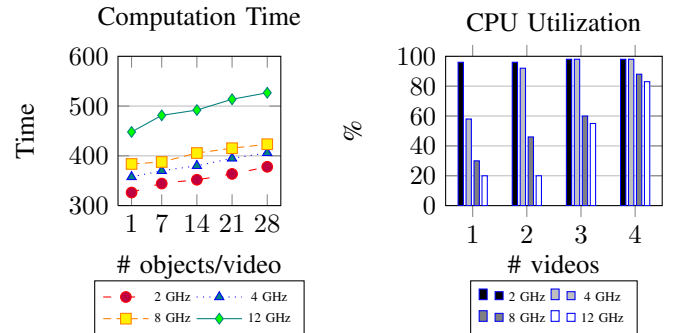 Computation Time
600
500
400
300
Time
1 7 14 21 28
# objects/video
2 GHz 4 GHz
8 GHz 12 GHz
CPU Utilization
100
80
60
40
20
0
%
1 2 3 4
# videos
2 GHz 4 GHz
8 GHz 12 GHz